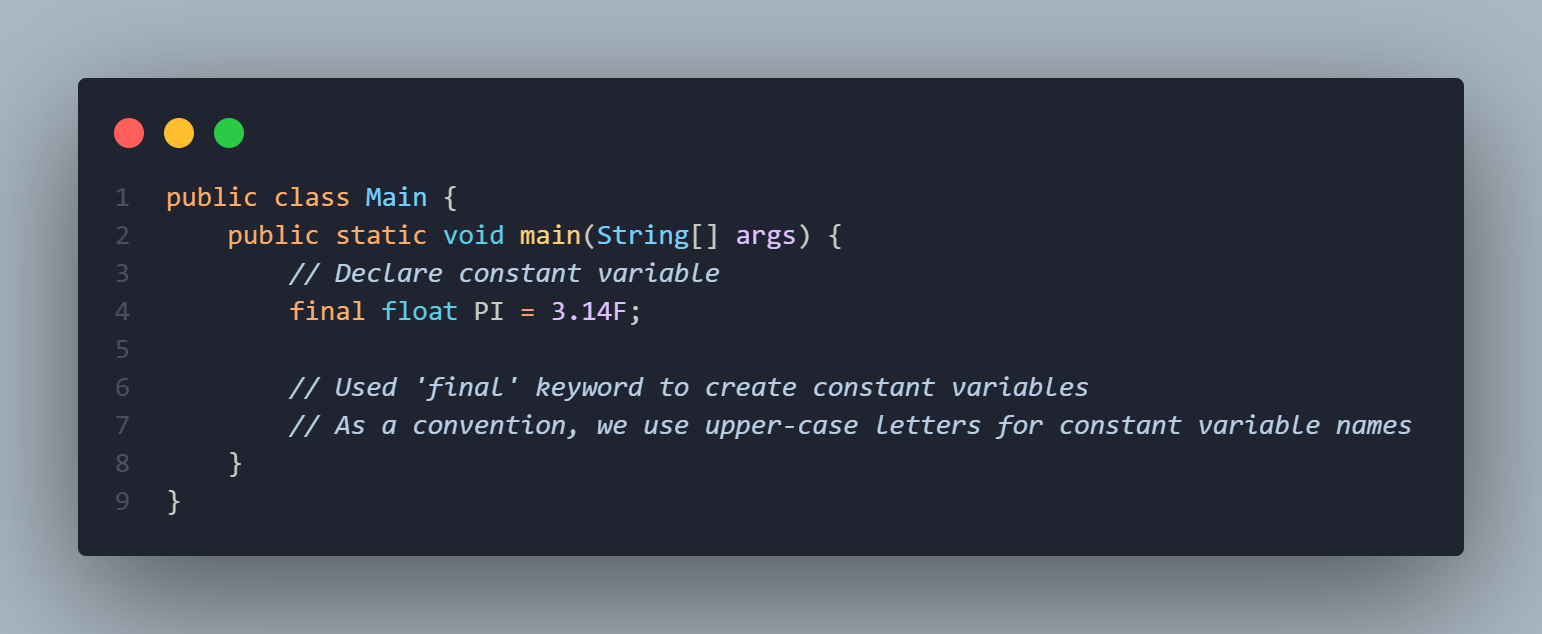 1 public class Main {
2     public static void main(String[] args) {
3         // Declare constant variable
4         final float PI = 3.14F;
5
6         // Used 'final' keyword to create constant variables
7         // As a convention, we use upper-case letters for constant variable names
8     }
9 }